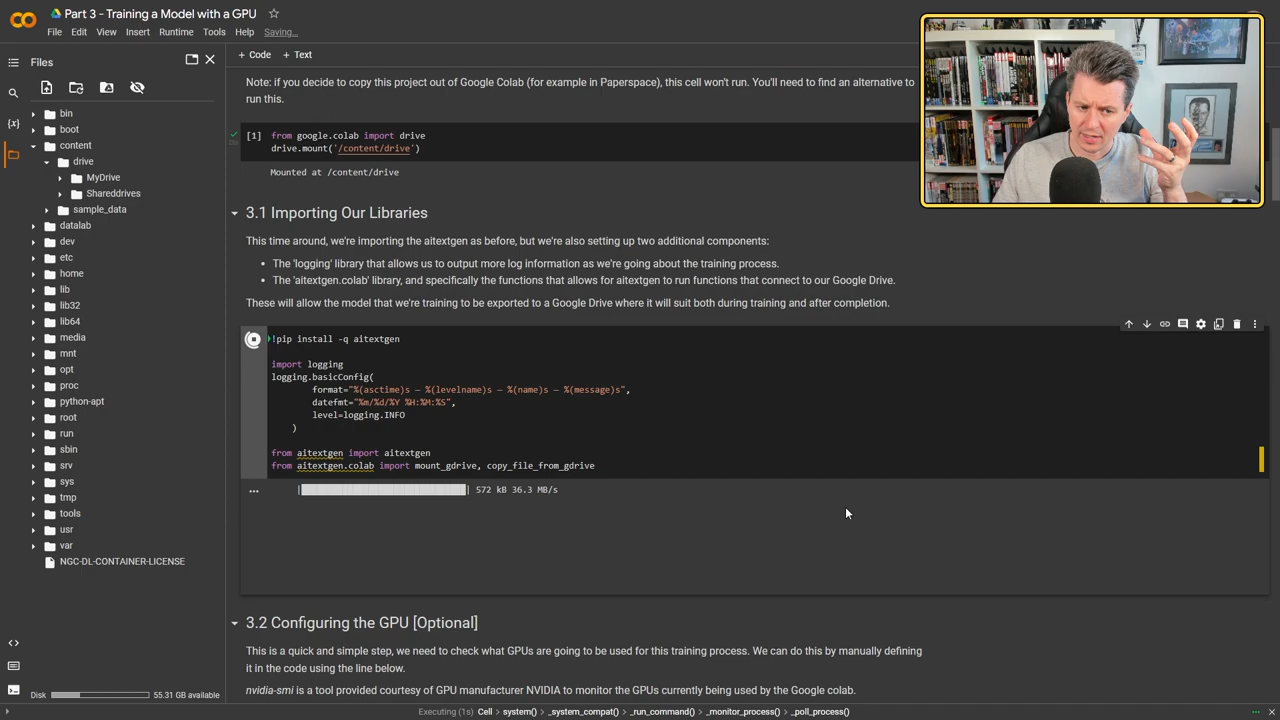 Part 3 - Training a Model with a GPU
File Edit View Insert Runtime Tools Help Saving...
Files
+ Code + Text
bin
boot
content
drive
MyDrive
Shareddrives
sample_data
datalab
dev
etc
home
lib
lib32
lib64
media
mnt
opt
proc
python-apt
root
run
sbin
srv
sys
tmp
tools
usr
var
NGC-DL-CONTAINER-LICENSE
Disk 55.31 GB available
Note: if you decide to copy this project out of Google Colab (for example in Paperspace), this cell won't run. You'll need to find an alternative to
run this.
[1] from google.colab import drive
drive.mount('/content/drive')
Mounted at /content/drive
3.1 Importing Our Libraries
This time around, we're importing the aitextgen as before, but we're also setting up two additional components:
• The 'logging' library that allows us to output more log information as we're going about the training process.
• The 'aitextgen.colab' library, and specifically the functions that allows for aitextgen to run functions that connect to our Google Drive.
These will allow the model that we're training to be exported to a Google Drive where it will suit both during training and after completion.
!pip install -q aitextgen
import logging
logging.basicConfig(
format="%(asctime)s — %(levelname)s — %(name)s — %(message)s",
datefmt="%m/%d/%Y %H:%M:%S",
level=logging.INFO
)
from aitextgen import aitextgen
from aitextgen.colab import mount_gdrive, copy_file_from_gdrive
572 kB 36.3 MB/s
3.2 Configuring the GPU [Optional]
This is a quick and simple step, we need to check what GPUs are going to be used for this training process. We can do this by manually defining
it in the code using the line below.
nvidia-smi is a tool provided courtesy of GPU manufacturer NVIDIA to monitor the GPUs currently being used by the Google colab.
Executing (1s) Cell > system() > _system_compat() > _run_command() > _monitor_process() > _poll_process()